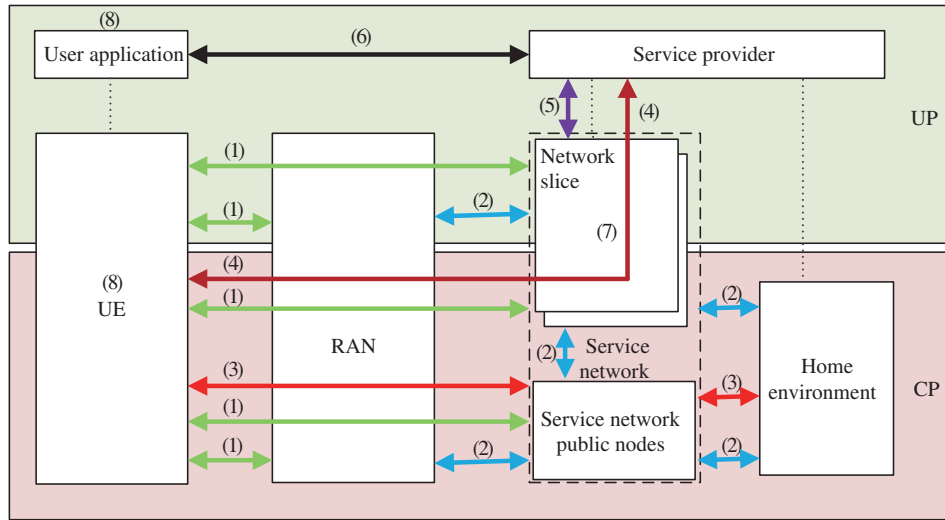 (8)
User application
(6)
Service provider
(5)
(4)
UP
(1)
Network
slice
(1)
(2)
(7)
(4)
(8)
UE
(1)
(2)
RAN
(2)
Service
network
Home
environment
(3)
(3)
CP
(1)
Service network
public nodes
(1)
(2)
(2)